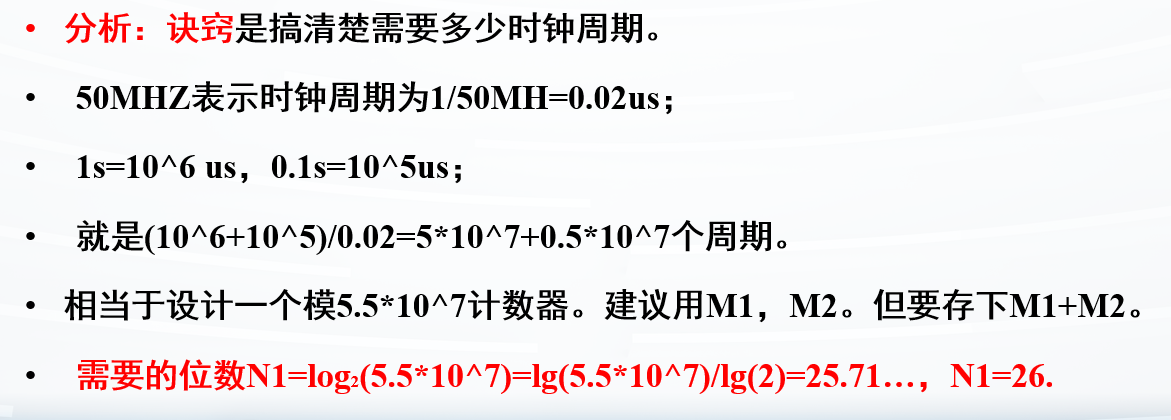 • 分析：诀窍是搞清楚需要多少时钟周期。
• 50MHZ表示时钟周期为1/50MH=0.02us；
• 1s=10^6 us，0.1s=10^5us；
• 就是(10^6+10^5)/0.02=5*10^7+0.5*10^7个周期。
• 相当于设计一个模5.5*10^7计数器。建议用M1，M2。但要存下M1+M2。
• 需要的位数N1=log₂(5.5*10^7)=lg(5.5*10^7)/lg(2)=25.71…，N1=26.